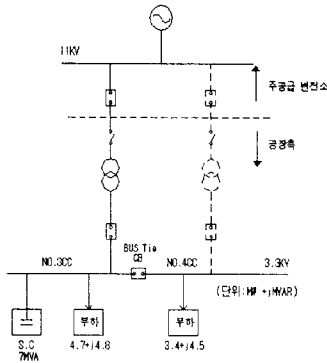 11KV
주공급 변전소
공장측
BUS Tie
CB
NO.3CC
NO.4CC
3.3KV
(단위:MW +jMVAR)
부하
부하
S.C
7MVA
4.7+j4.8
3.4+j4.5